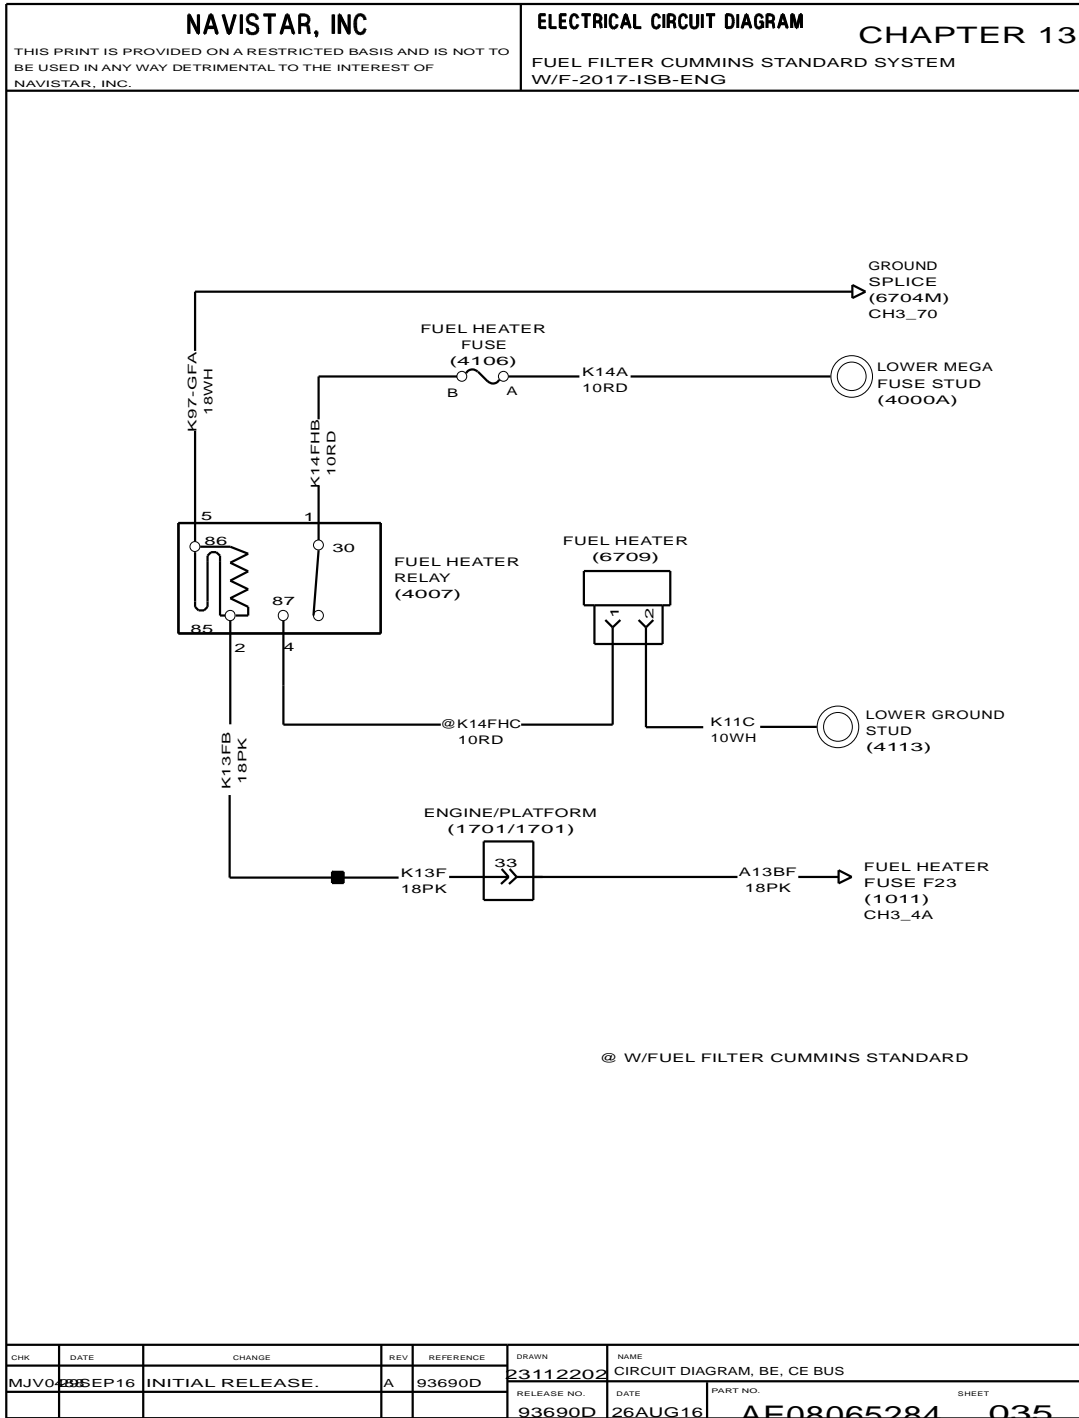 NAVISTAR, INC
THIS PRINT IS PROVIDED ON A RESTRICTED BASIS AND IS NOT TO
BE USED IN ANY WAY DETRIMENTAL TO THE INTEREST OF
NAVISTAR, INC.
ELECTRICAL CIRCUIT DIAGRAM
CHAPTER 13
FUEL FILTER CUMMINS STANDARD SYSTEM
W/F-2017-ISB-ENG
GROUND
SPLICE
(6704M)
CH3_70
FUEL HEATER
FUSE
(4106)
B
A
K14A
10RD
LOWER MEGA
FUSE STUD
(4000A)
K97-GFA
18WH
K14FHB
10RD
5
1
86
30
87
85
2
4
FUEL HEATER
RELAY
(4007)
FUEL HEATER
(6709)
1
2
@K14FHC
10RD
K11C
10WH
LOWER GROUND
STUD
(4113)
K13FB
18PK
ENGINE/PLATFORM
(1701/1701)
33
K13F
18PK
A13BF
18PK
FUEL HEATER
FUSE F23
(1011)
CH3_4A
@ W/FUEL FILTER CUMMINS STANDARD
CHK DATE CHANGE REV REFERENCE
INITIAL RELEASE. A 93690D
DRAWN
23112202
NAME
CIRCUIT DIAGRAM, BE, CE BUS
RELEASE NO.
93690D
DATE
26AUG16
PART NO.
AE08065284
SHEET
035